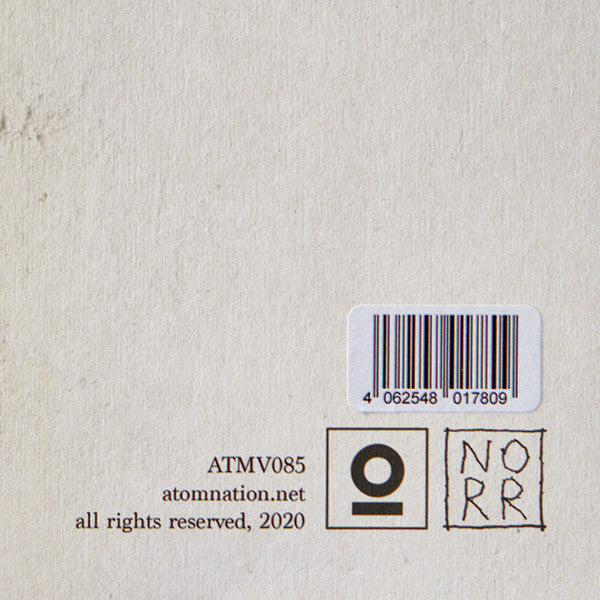 4 062548 017809
ATMV085
atomnation.net
all rights reserved, 2020
NO
RR